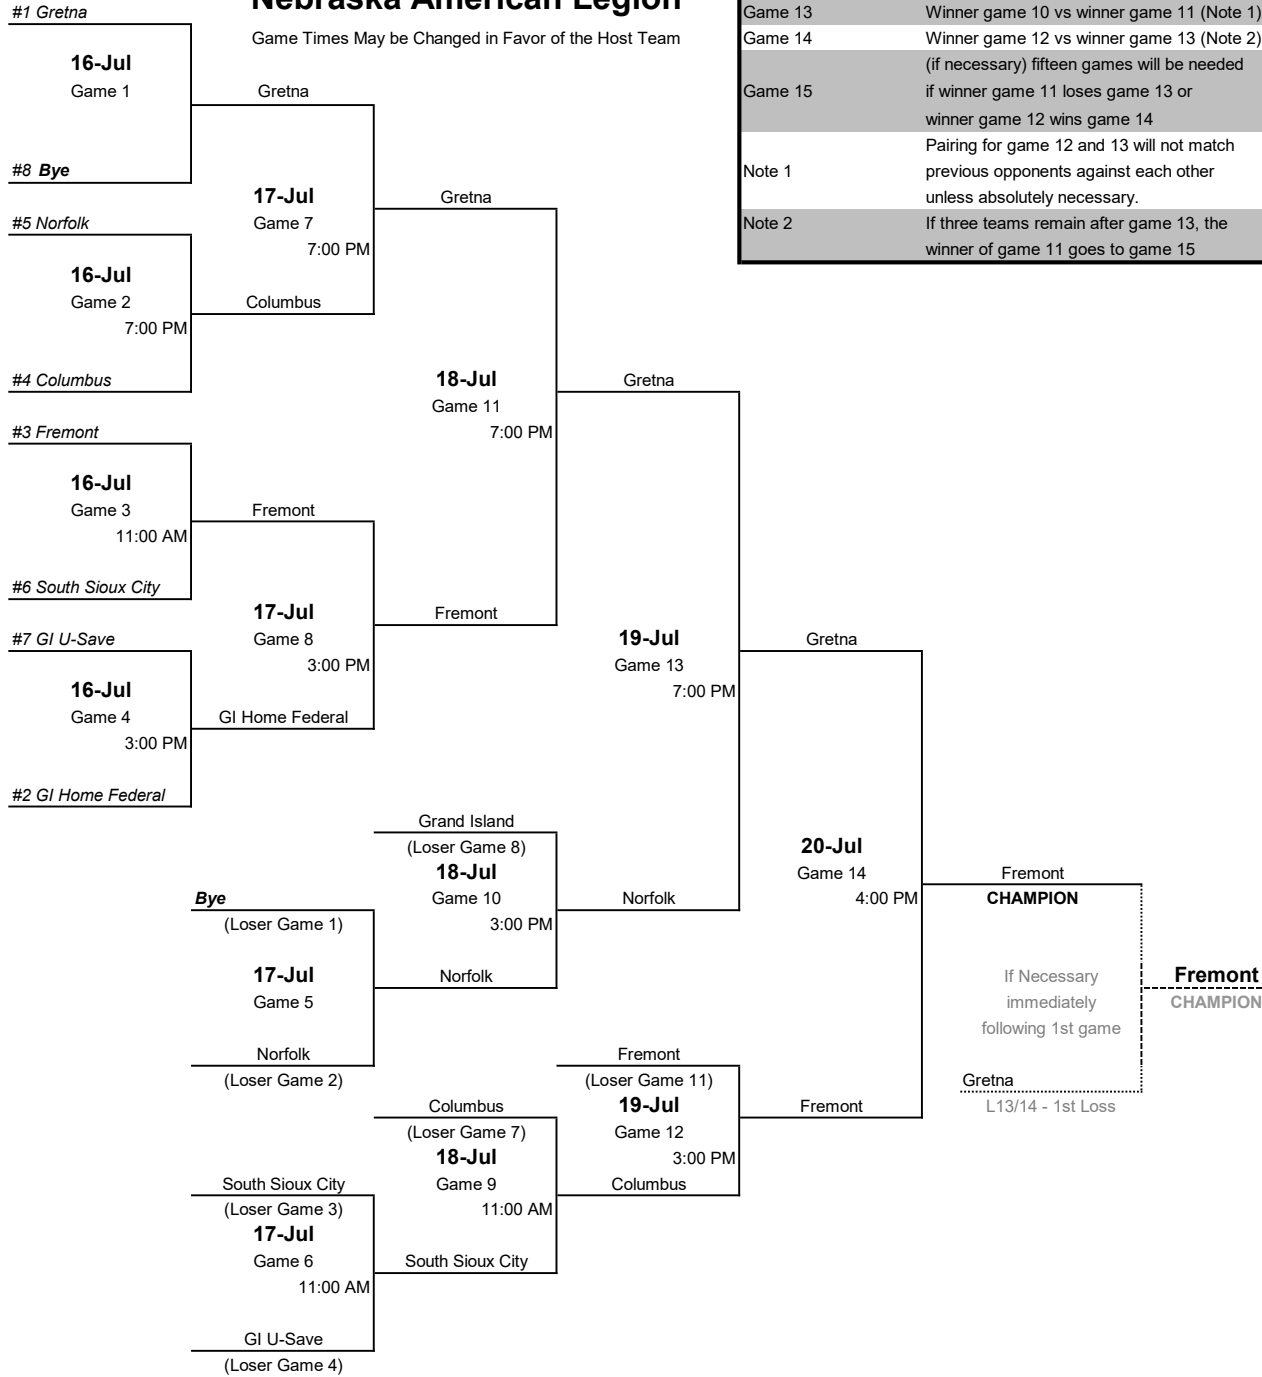 Nebraska American Legion
Game Times May be Changed in Favor of the Host Team
Game 13 Winner game 10 vs winner game 11 (Note 1)
Game 14 Winner game 12 vs winner game 13 (Note 2)
(if necessary) fifteen games will be needed
Game 15 if winner game 11 loses game 13 or
winner game 12 wins game 14
Pairing for game 12 and 13 will not match
Note 1 previous opponents against each other
unless absolutely necessary.
Note 2 If three teams remain after game 13, the
winner of game 11 goes to game 15
#1 Gretna
16-Jul
Game 1
#8 Bye
#5 Norfolk
16-Jul
Game 2
7:00 PM
#4 Columbus
#3 Fremont
16-Jul
Game 3
11:00 AM
#6 South Sioux City
#7 GI U-Save
16-Jul
Game 4
3:00 PM
#2 GI Home Federal
Gretna
17-Jul
Game 7
7:00 PM
Columbus
Fremont
17-Jul
Game 8
3:00 PM
GI Home Federal
Bye
(Loser Game 1)
17-Jul
Game 5
Norfolk
(Loser Game 2)
South Sioux City
(Loser Game 3)
17-Jul
Game 6
11:00 AM
GI U-Save
(Loser Game 4)
Gretna
18-Jul
Game 11
7:00 PM
Fremont
Grand Island
(Loser Game 8)
18-Jul
Game 10
3:00 PM
Norfolk
Columbus
(Loser Game 7)
18-Jul
Game 9
11:00 AM
South Sioux City
Gretna
19-Jul
Game 13
7:00 PM
Norfolk
Fremont
(Loser Game 11)
19-Jul
Game 12
3:00 PM
Columbus
Gretna
20-Jul
Game 14
4:00 PM
Fremont
Fremont
CHAMPION
If Necessary
immediately
following 1st game
Gretna
L13/14 - 1st Loss
Fremont
CHAMPION